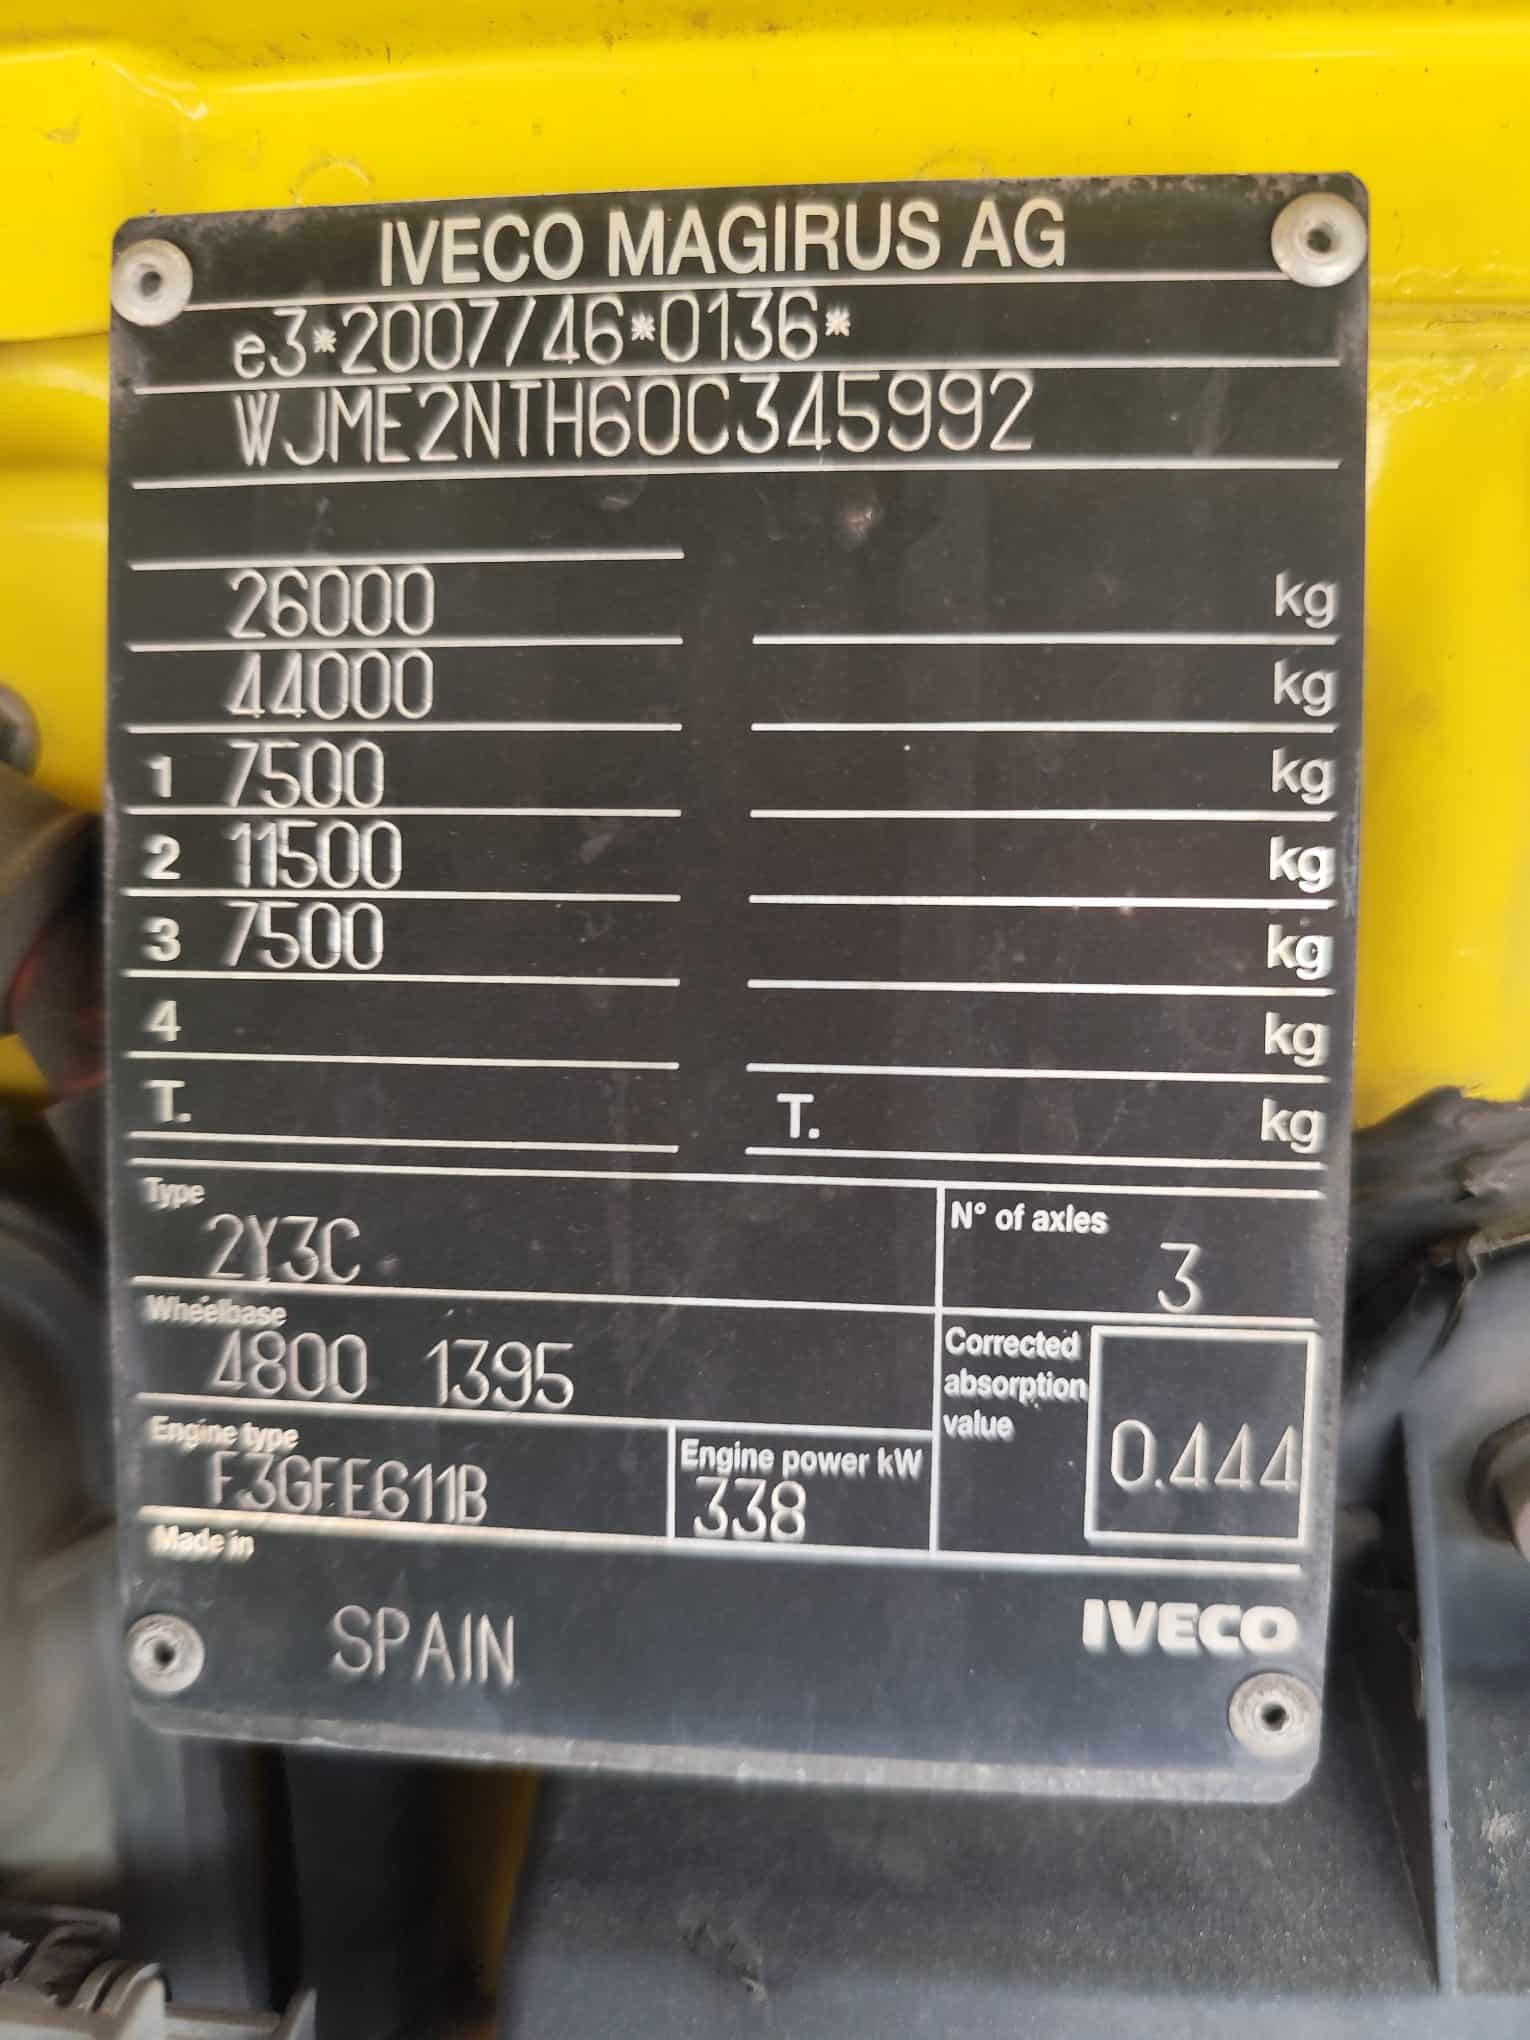 IVECO MAGIRUS AG
e3*2007/46*0136*
WJME2NTH60C345992
26000 kg
44000 kg
1 7500 kg
2 11500 kg
3 7500 kg
4 kg
T. T. kg
Type
2Y3C
N° of axles
3
Wheelbase
4800 1395
Corrected
absorption
value
0.444
Engine type
F3GFE611B
Engine power kW
338
Made in
SPAIN
IVECO